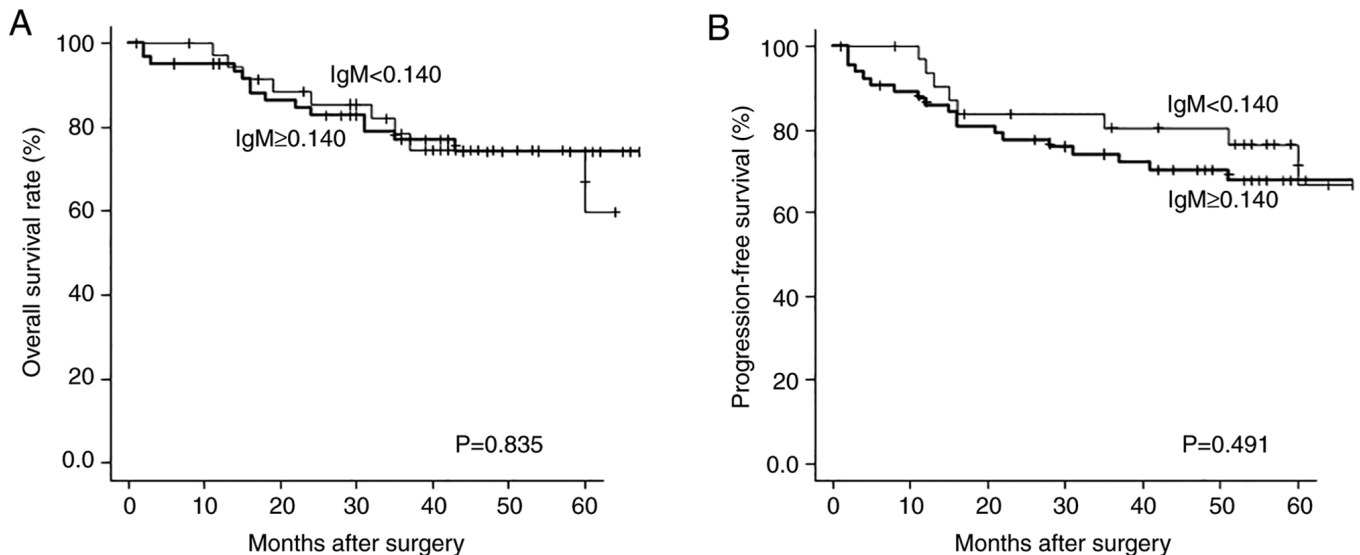 A
Overall survival rate (%)
100
80
60
40
20
0.0
IgM<0.140
IgM≥0.140
P=0.835
0 10 20 30 40 50 60
Months after surgery
B
Progression-free survival (%)
100
80
60
40
20
0.0
IgM<0.140
IgM≥0.140
P=0.491
0 10 20 30 40 50 60
Months after surgery